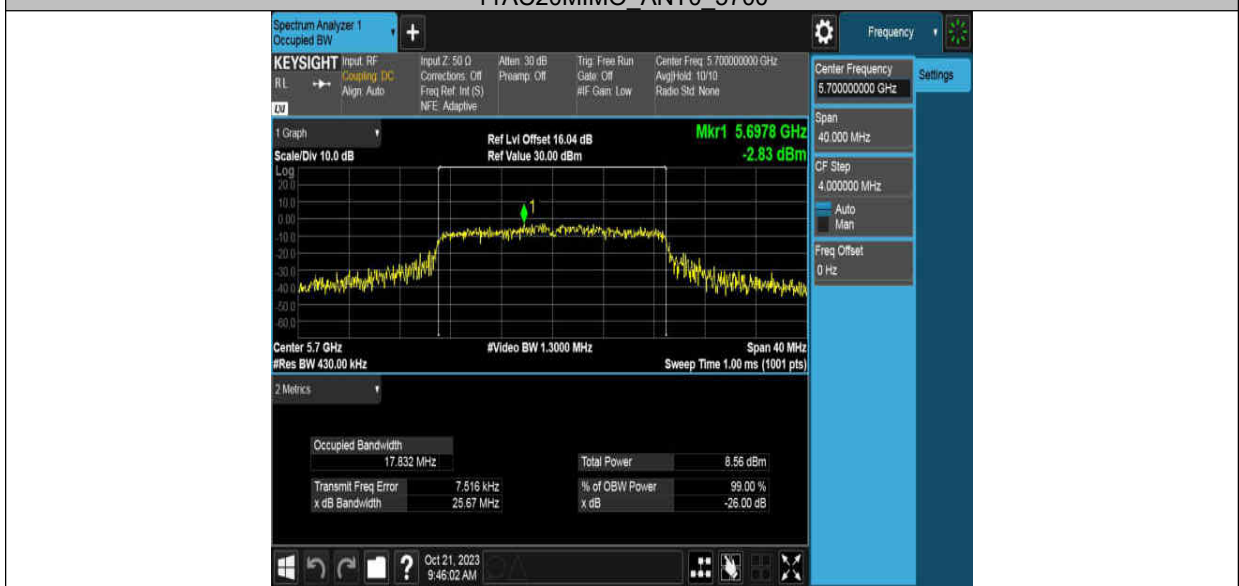 11AC20MIMO_ANT0_5700
Spectrum Analyzer 1
Occupied BW
+
Frequency
KEYSIGHT
RL
LXI
Input: RF
Coupling: DC
Align: Auto
Input Z: 50 Ω
Corrections: Off
Freq Ref: Int (S)
NFE: Adaptive
Atten: 30 dB
Preamp: Off
Trig: Free Run
Gate: Off
#IF Gain: Low
Center Freq: 5.700000000 GHz
Avg|Hold: 10/10
Radio Std: None
Center Frequency
5.700000000 GHz
Settings
Span
40.000 MHz
CF Step
4.000000 MHz
Auto
Man
Freq Offset
0 Hz
1 Graph
Scale/Div 10.0 dB
Ref Lvl Offset 16.04 dB
Ref Value 30.00 dBm
Mkr1 5.6978 GHz
-2.83 dBm
Log
20.0
10.0
0.00
-10.0
-20.0
-30.0
-40.0
-50.0
-60.0
1
Center 5.7 GHz
#Video BW 1.3000 MHz
Span 40 MHz
#Res BW 430.00 kHz
Sweep Time 1.00 ms (1001 pts)
2 Metrics
Occupied Bandwidth
17.832 MHz
Total Power 8.56 dBm
Transmit Freq Error 7.516 kHz
% of OBW Power 99.00 %
x dB Bandwidth 25.67 MHz
x dB -26.00 dB
?
Oct 21, 2023
9:46:02 AM